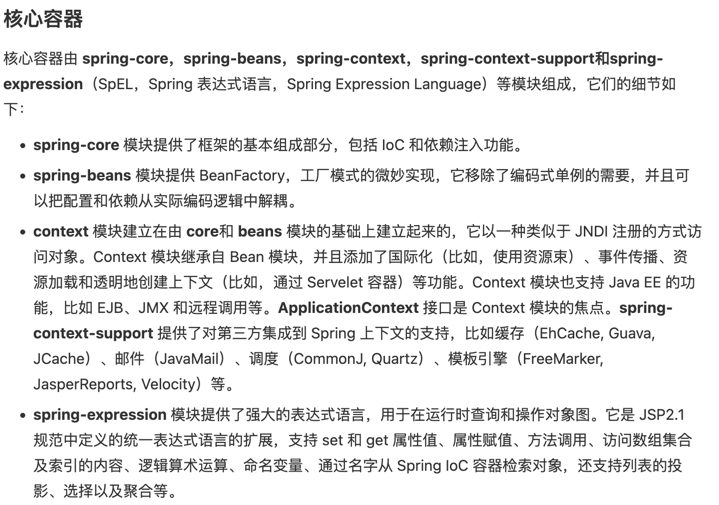 核心容器
核心容器由 spring-core，spring-beans，spring-context，spring-context-support和spring-
expression（SpEL，Spring 表达式语言，Spring Expression Language）等模块组成，它们的细节如
下：
• spring-core 模块提供了框架的基本组成部分，包括 IoC 和依赖注入功能。
• spring-beans 模块提供 BeanFactory，工厂模式的微妙实现，它移除了编码式单例的需要，并且可
以把配置和依赖从实际编码逻辑中解耦。
• context 模块建立在由 core和 beans 模块的基础上建立起来的，它以一种类似于 JNDI 注册的方式访
问对象。Context 模块继承自 Bean 模块，并且添加了国际化（比如，使用资源束）、事件传播、资
源加载和透明地创建上下文（比如，通过 Servelet 容器）等功能。Context 模块也支持 Java EE 的功
能，比如 EJB、JMX 和远程调用等。ApplicationContext 接口是 Context 模块的焦点。spring-
context-support 提供了对第三方集成到 Spring 上下文的支持，比如缓存（EhCache, Guava,
JCache）、邮件（JavaMail）、调度（CommonJ, Quartz）、模板引擎（FreeMarker,
JasperReports, Velocity）等。
• spring-expression 模块提供了强大的表达式语言，用于在运行时查询和操作对象图。它是 JSP2.1
规范中定义的统一表达式语言的扩展，支持 set 和 get 属性值、属性赋值、方法调用、访问数组集合
及索引的内容、逻辑算术运算、命名变量、通过名字从 Spring IoC 容器检索对象，还支持列表的投
影、选择以及聚合等。